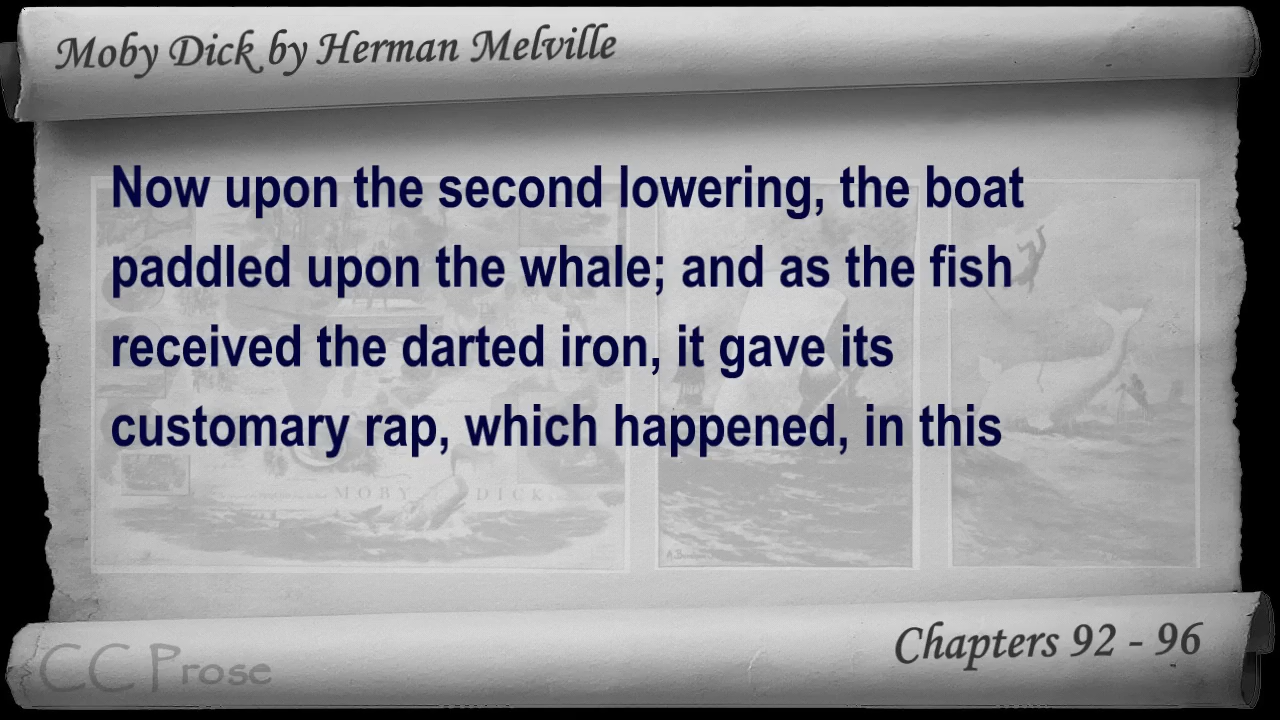 Moby Dick by Herman Melville
Now upon the second lowering, the boat
paddled upon the whale; and as the fish
received the darted iron, it gave its
customary rap, which happened, in this
MOBY DICK
Chapters 92 - 96
CC Prose